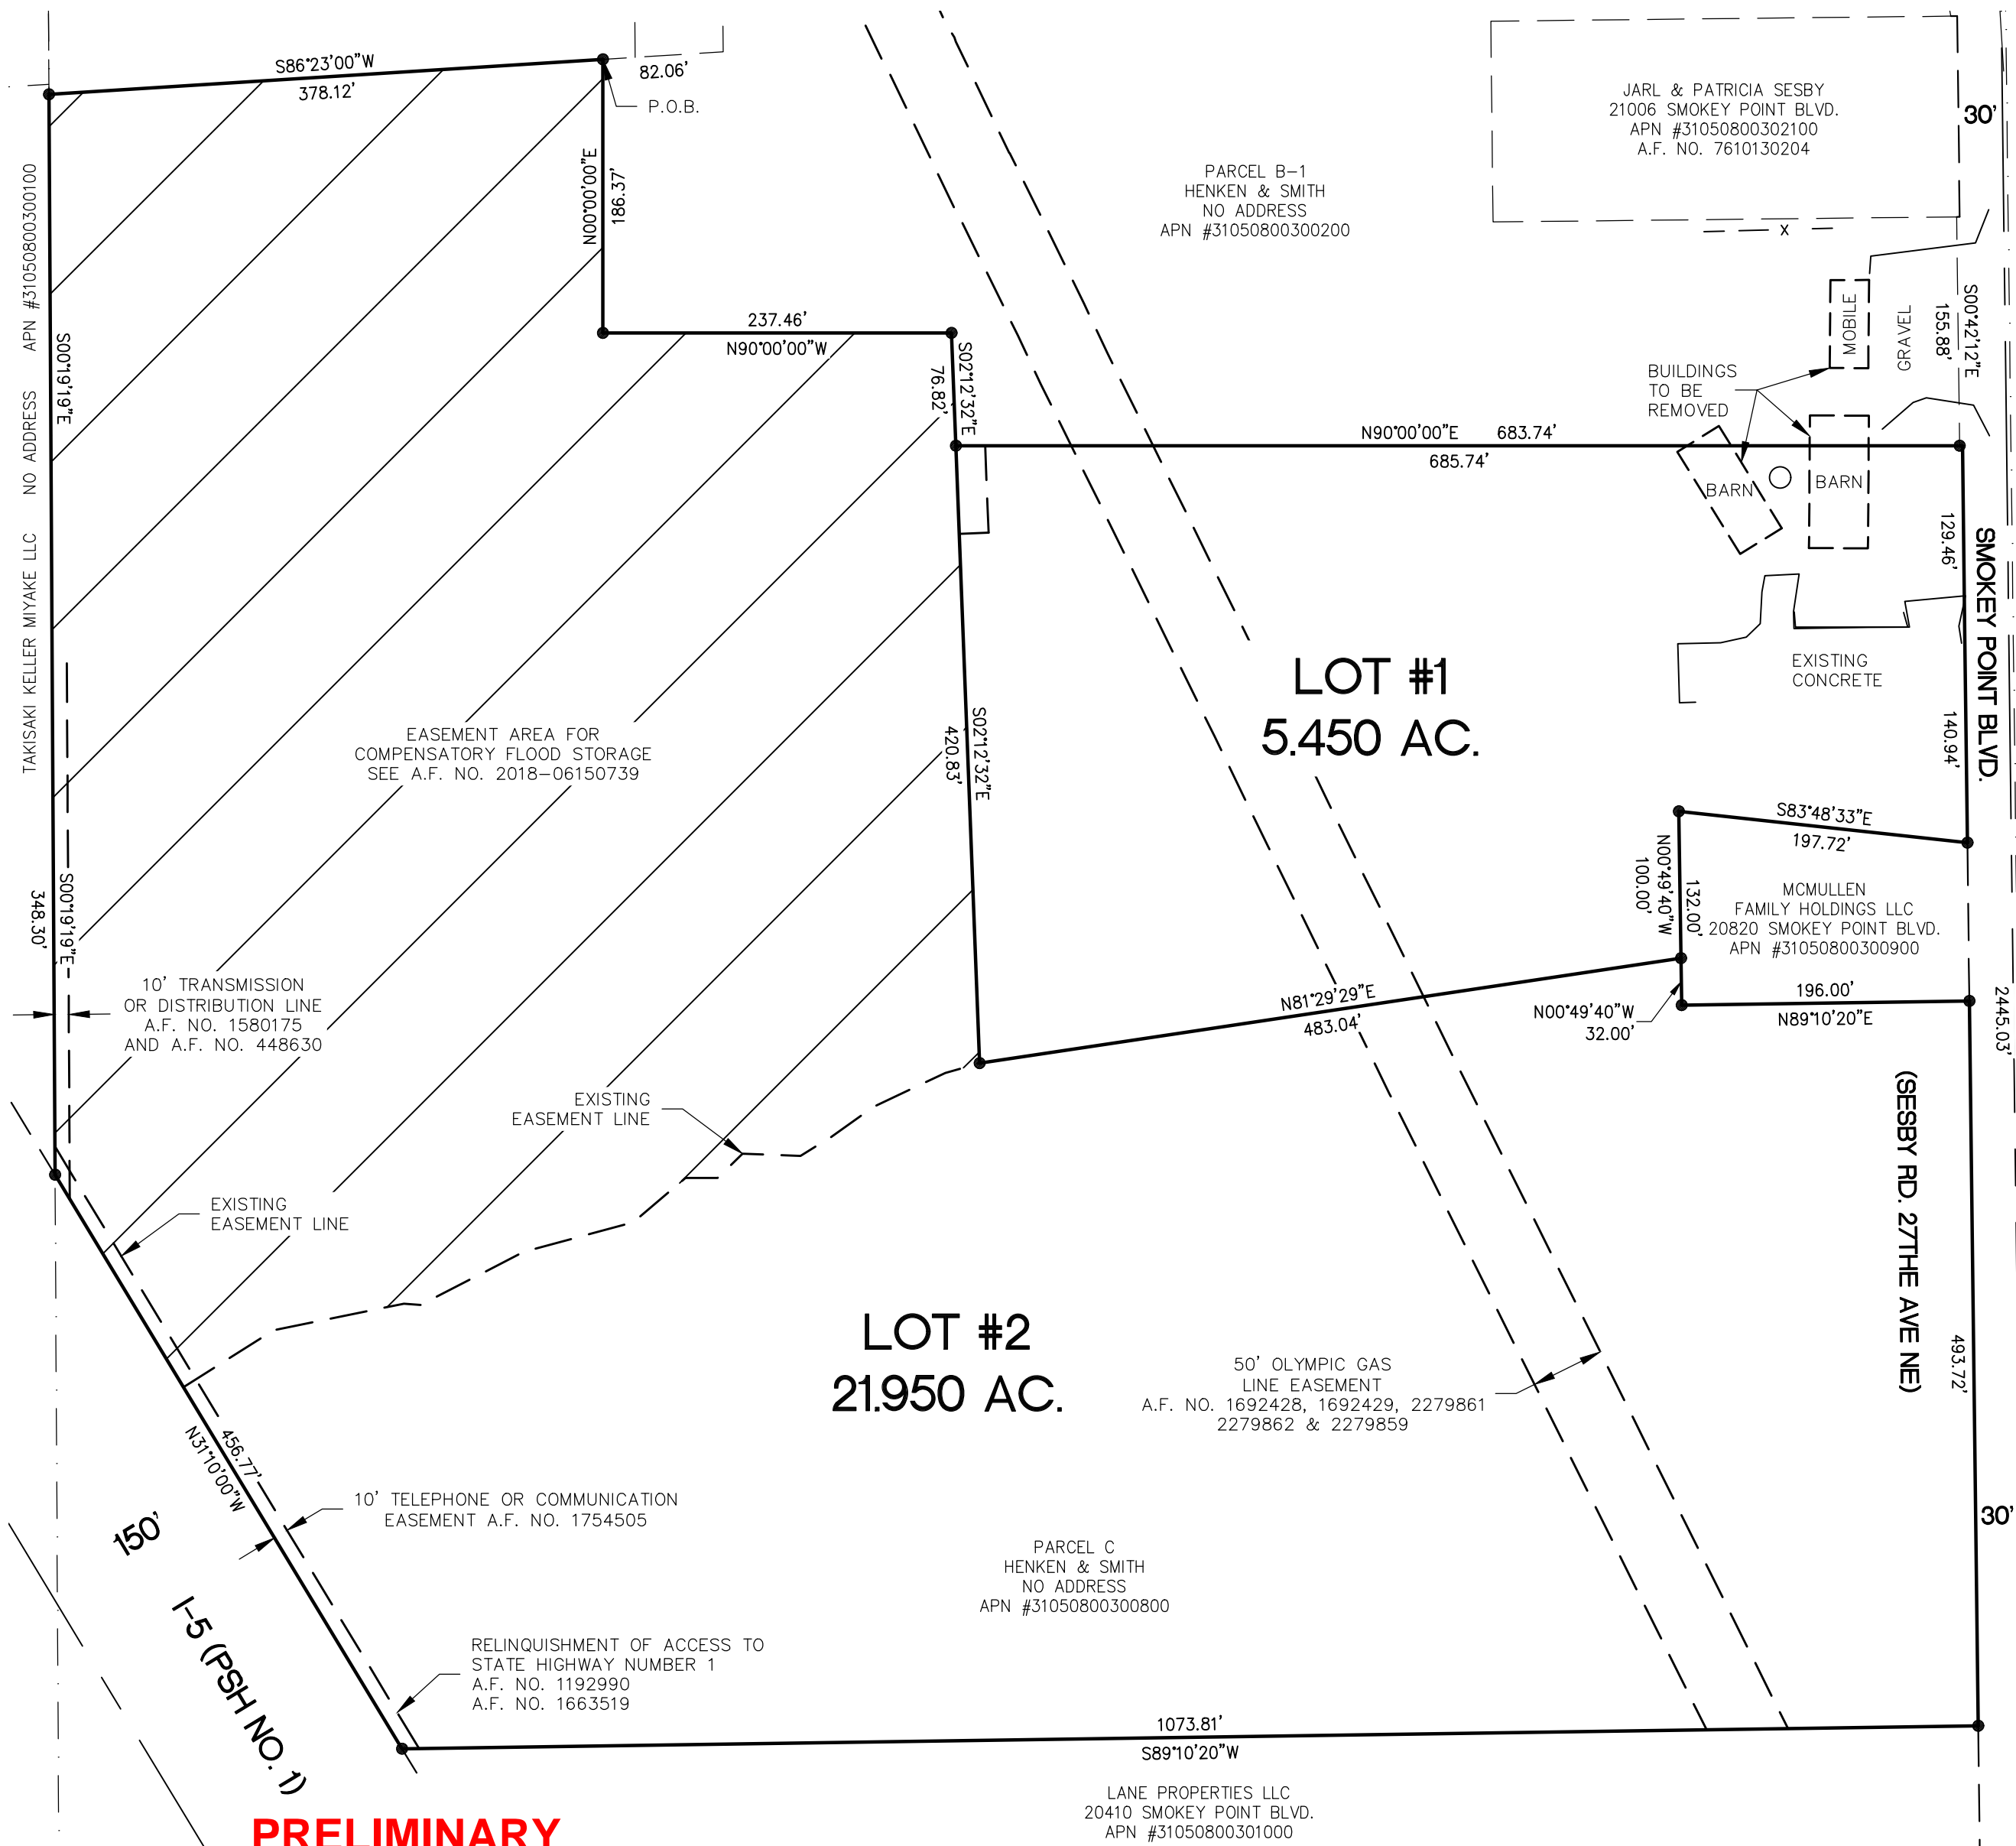 S86°23'00"W
378.12'
82.06'
P.O.B.
N00°00'00"E
186.37'
JARL & PATRICIA SESBY
21006 SMOKEY POINT BLVD.
APN #31050800302100
A.F. NO. 7610130204
30'
PARCEL B-1
HENKEN & SMITH
NO ADDRESS
APN #31050800300200
X
TAKISAKI KELLER MIYAKE LLC NO ADDRESS APN #31050800300100
S00°19'19"E
237.46'
N90°00'00"W
S02°12'32"E
76.82'
MOBILE
GRAVEL
S00°42'12"E
155.88'
BUILDINGS
TO BE
REMOVED
N90°00'00"E 683.74'
685.74'
BARN
BARN
129.46'
SMOKEY POINT BLVD.
LOT #1
5.450 AC.
EXISTING
CONCRETE
140.94'
EASEMENT AREA FOR
COMPENSATORY FLOOD STORAGE
SEE A.F. NO. 2018-06150739
S02°12'32"E
420.83'
S83°48'33"E
197.72'
N00°49'40"W
100.00'
132.00'
MCMULLEN
FAMILY HOLDINGS LLC
20820 SMOKEY POINT BLVD.
APN #31050800300900
S00°19'19"E
348.30'
10' TRANSMISSION
OR DISTRIBUTION LINE
A.F. NO. 1580175
AND A.F. NO. 448630
N81°29'29"E
483.04'
N00°49'40"W
32.00'
196.00'
N89°10'20"E
2445.03'
EXISTING
EASEMENT LINE
(SESBY RD. 27THE AVE NE)
EXISTING
EASEMENT LINE
LOT #2
21.950 AC.
50' OLYMPIC GAS
LINE EASEMENT
A.F. NO. 1692428, 1692429, 2279861
2279862 & 2279859
493.72'
456.77'
N31°10'00"W
10' TELEPHONE OR COMMUNICATION
EASEMENT A.F. NO. 1754505
150'
30'
PARCEL C
HENKEN & SMITH
NO ADDRESS
APN #31050800300800
I-5 (PSH NO. 1)
RELINQUISHMENT OF ACCESS TO
STATE HIGHWAY NUMBER 1
A.F. NO. 1192990
A.F. NO. 1663519
1073.81'
S89°10'20"W
LANE PROPERTIES LLC
20410 SMOKEY POINT BLVD.
APN #31050800301000
PRELIMINARY